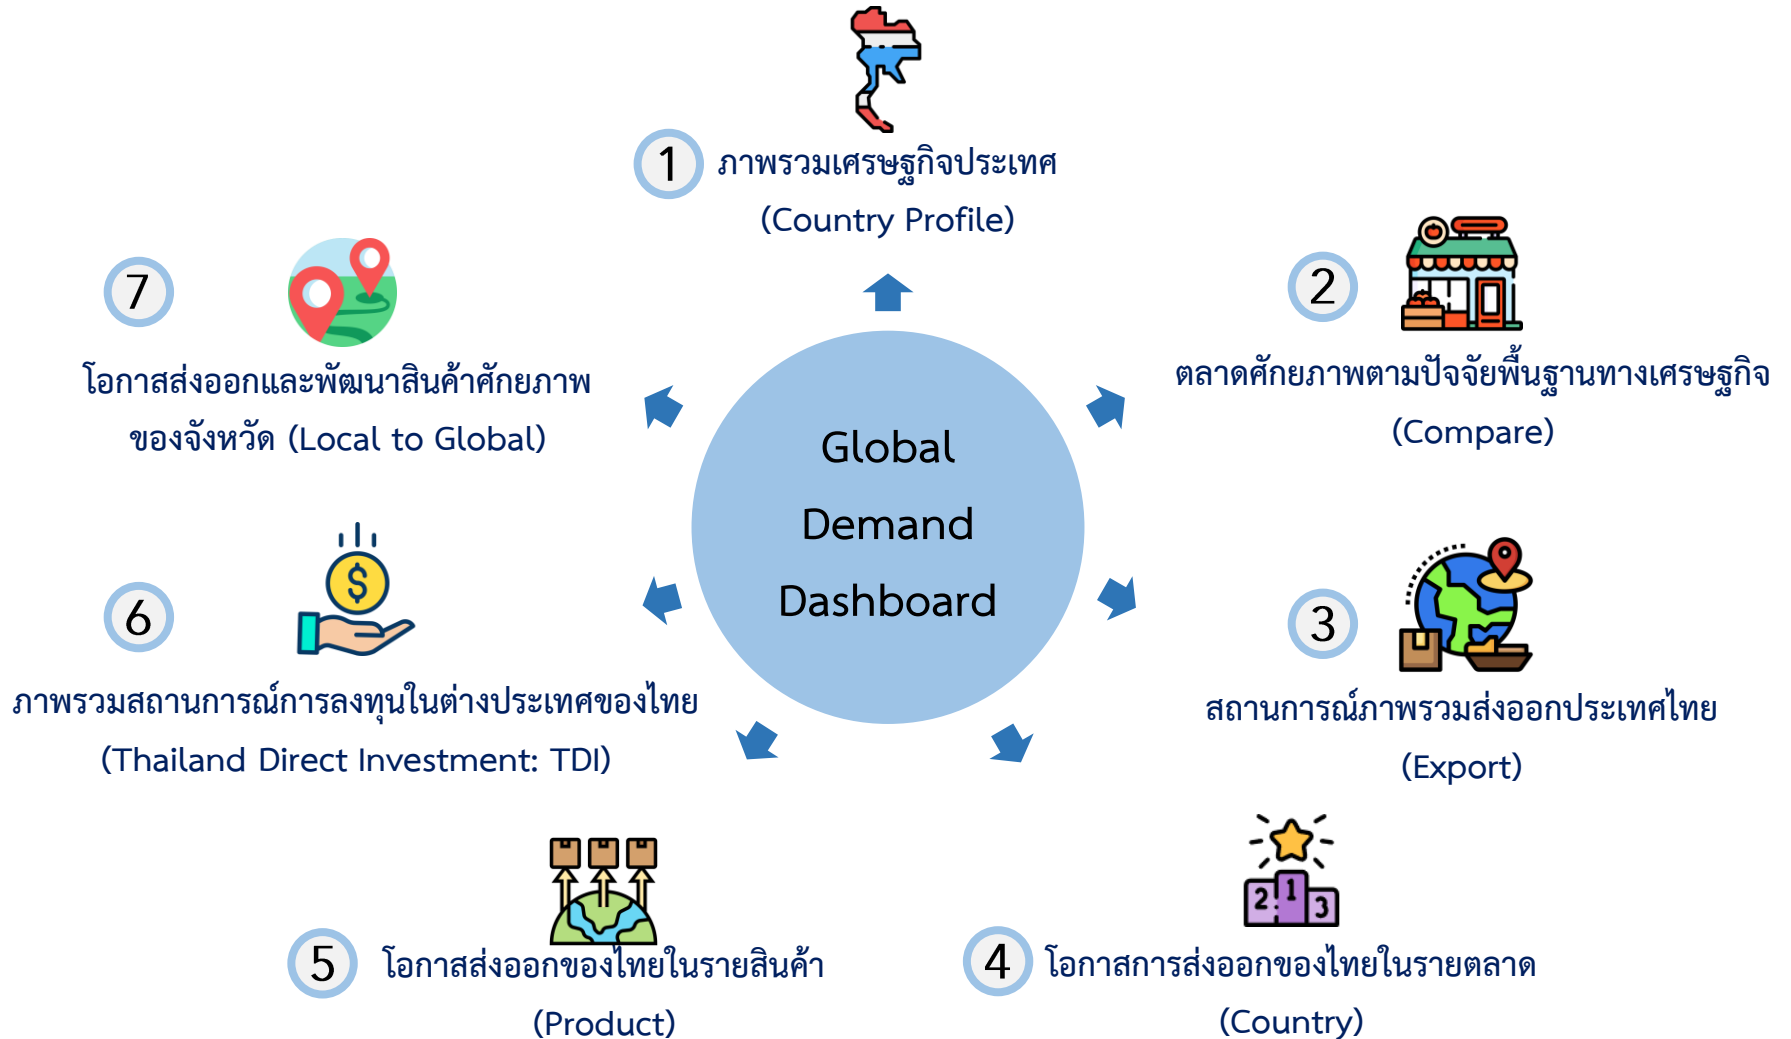 Global
Demand
Dashboard
1
ภาพรวมเศรษฐกิจประเทศ
(Country Profile)
2
ตลาดศักยภาพตามปัจจัยพื้นฐานทางเศรษฐกิจ
(Compare)
3
สถานการณ์ภาพรวมส่งออกประเทศไทย
(Export)
2 1 3
4
โอกาสการส่งออกของไทยในรายตลาด
(Country)
5
โอกาสส่งออกของไทยในรายสินค้า
(Product)
$
6
ภาพรวมสถานการณ์การลงทุนในต่างประเทศของไทย
(Thailand Direct Investment: TDI)
7
โอกาสส่งออกและพัฒนาสินค้าศักยภาพ
ของจังหวัด (Local to Global)